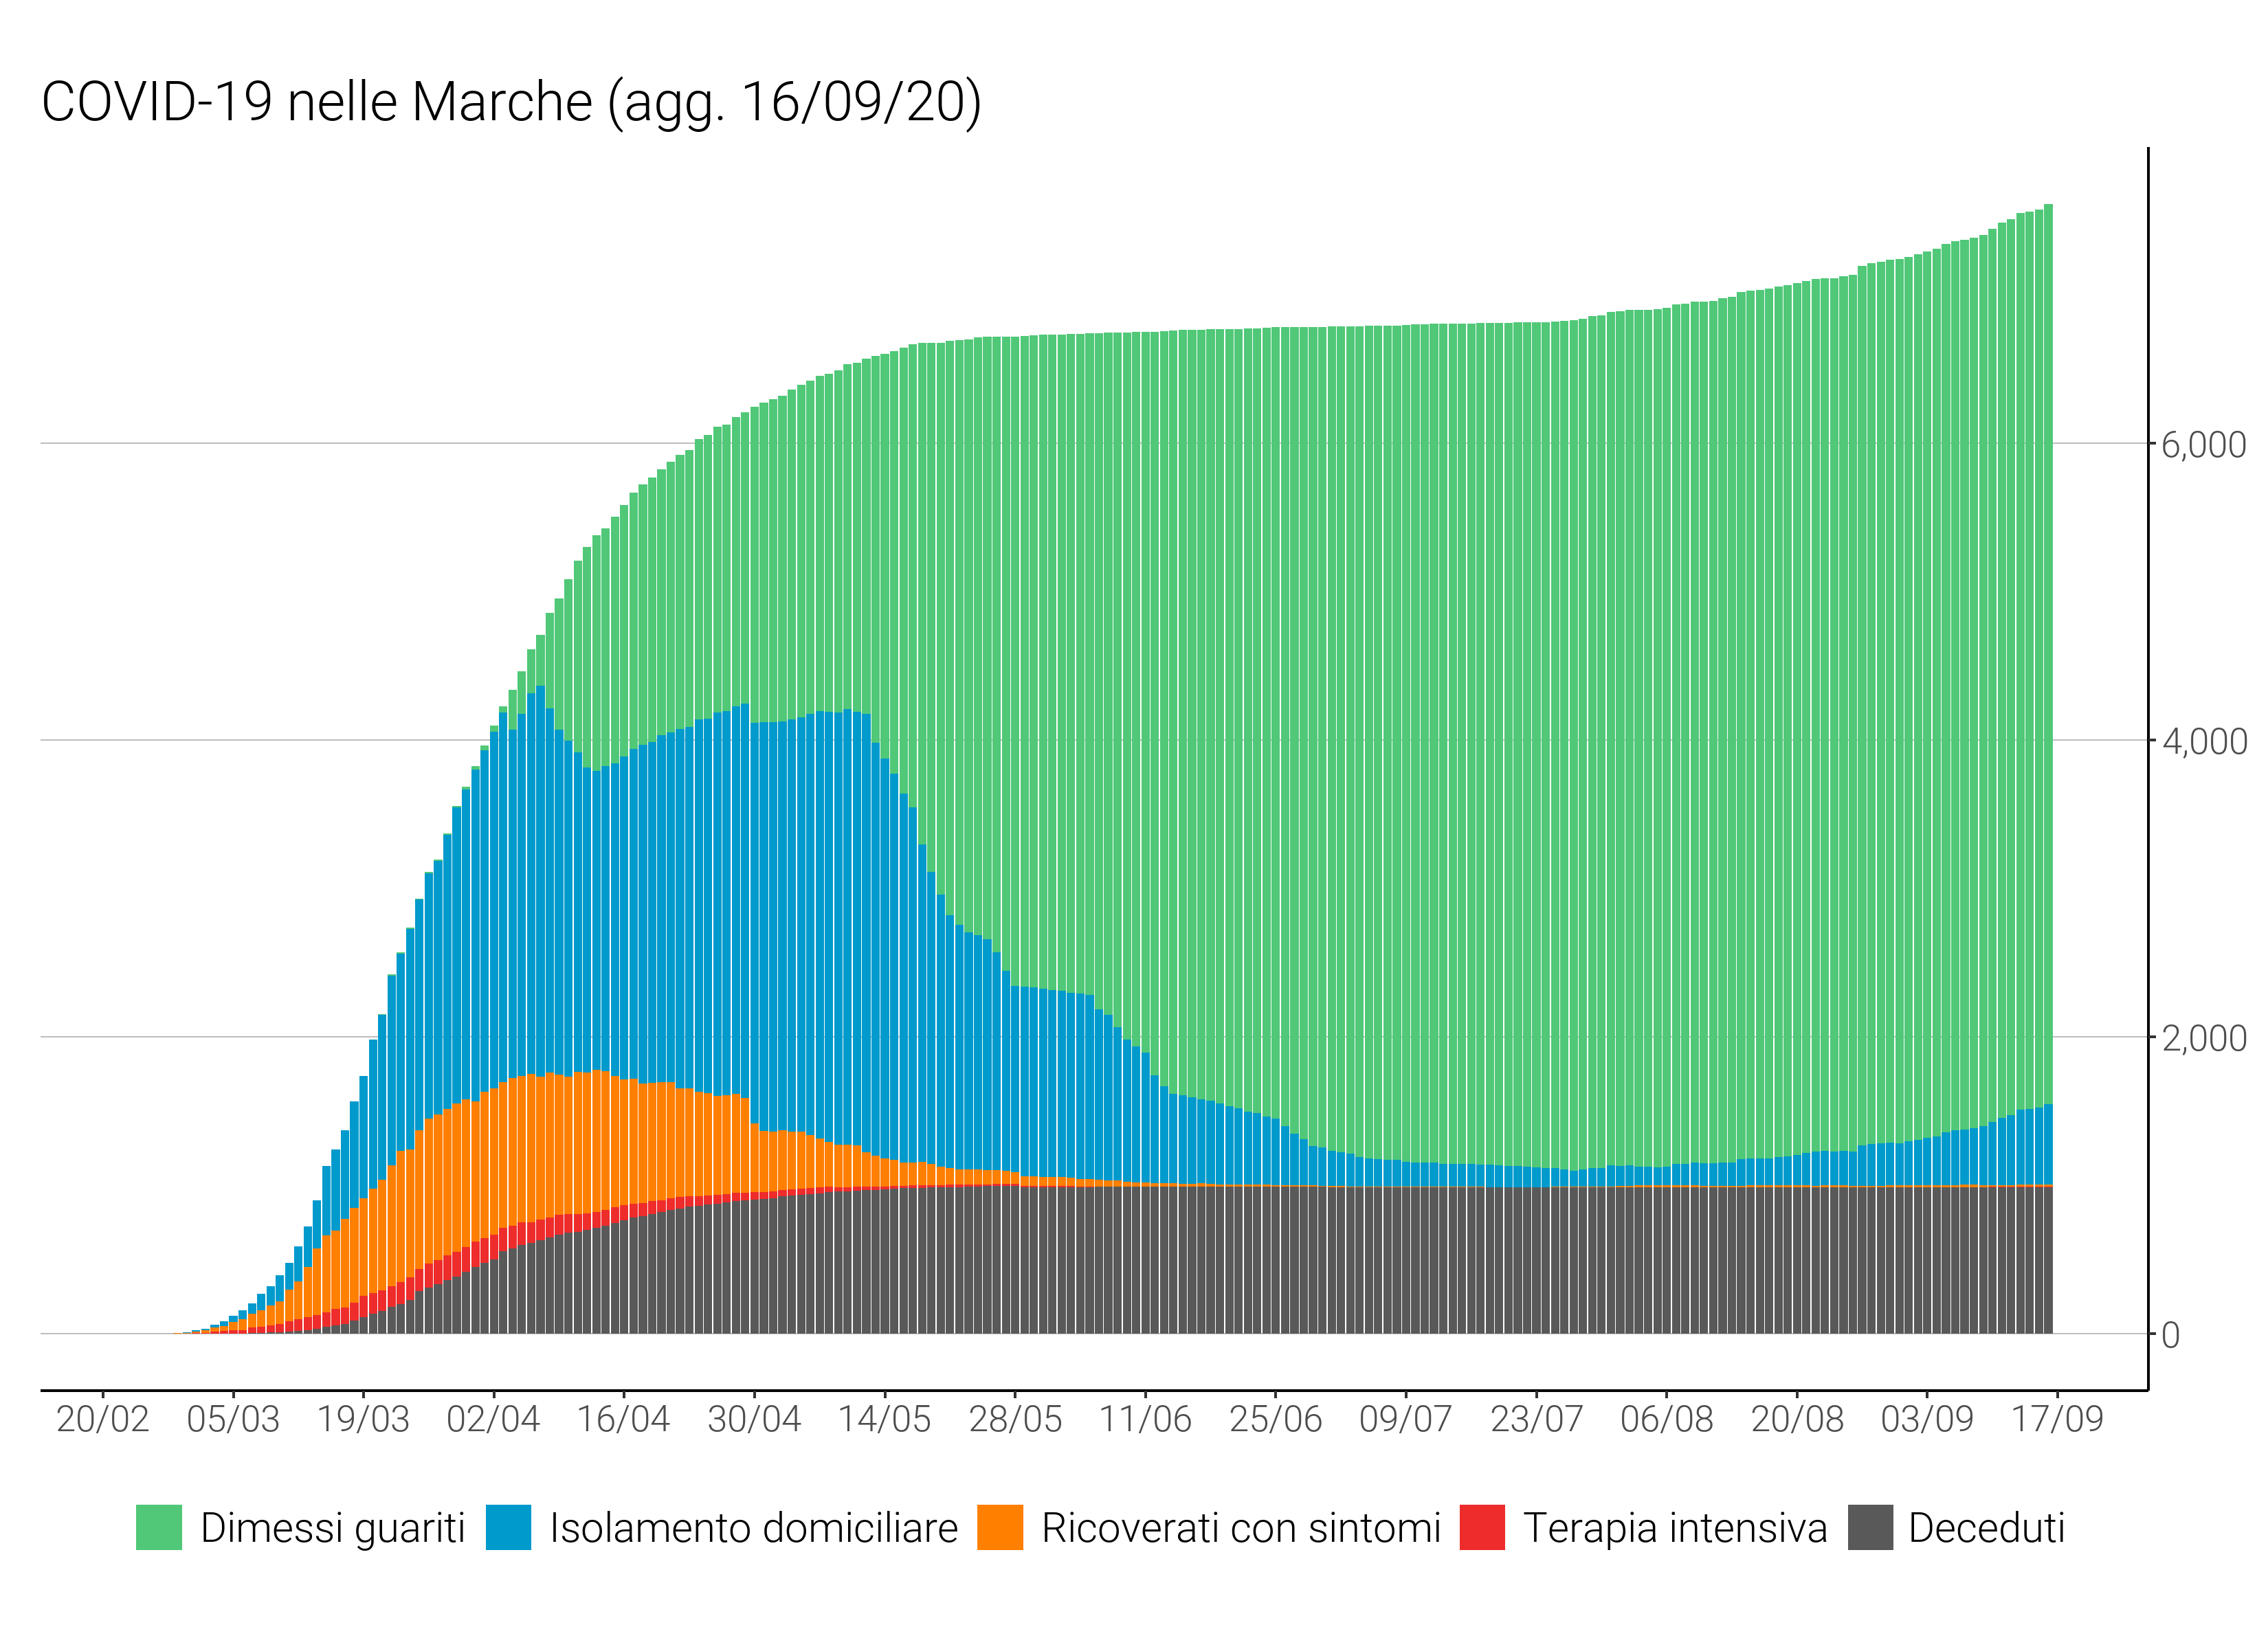 COVID-19 nelle Marche (agg. 16/09/20)
6,000
4,000
2,000
0
20/02 05/03 19/03 02/04 16/04 30/04 14/05 28/05 11/06 25/06 09/07 23/07 06/08 20/08 03/09 17/09
Dimessi guariti Isolamento domiciliare Ricoverati con sintomi Terapia intensiva Deceduti